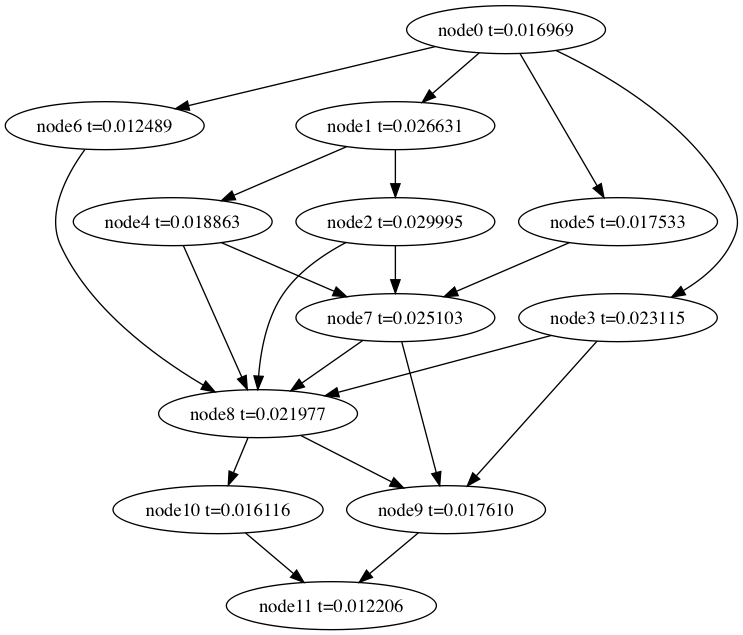 node0 t=0.016969
node6 t=0.012489
node1 t=0.026631
node4 t=0.018863
node2 t=0.029995
node5 t=0.017533
node7 t=0.025103
node3 t=0.023115
node8 t=0.021977
node10 t=0.016116
node9 t=0.017610
node11 t=0.012206